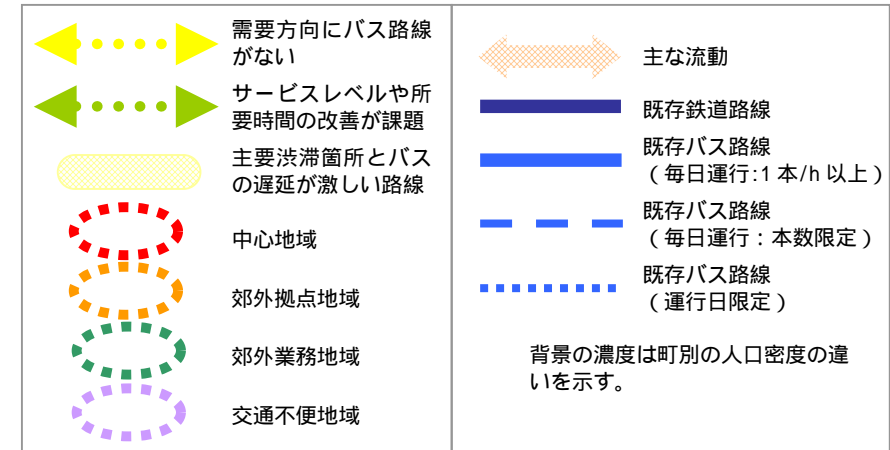 需要方向にバス路線
がない
サービスレベルや所
要時間の改善が課題
主要渋滞箇所とバス
の遅延が激しい路線
中心地域
郊外拠点地域
郊外業務地域
交通不便地域
主な流動
既存鉄道路線
既存バス路線
（毎日運行:1本/h以上）
既存バス路線
（毎日運行：本数限定）
既存バス路線
（運行日限定）
背景の濃度は町別の人口密度の違
いを示す。